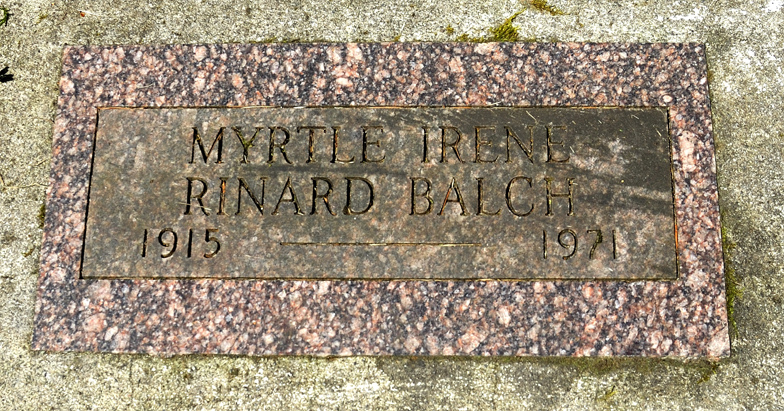 MYRTLE IRENE
RINARD BALCH
1915 — 1971